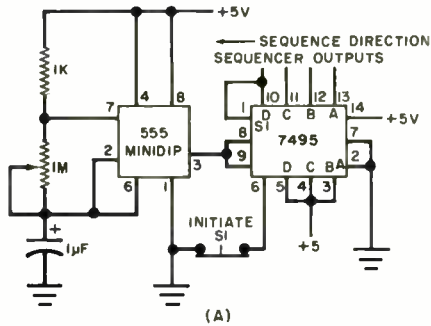 +5V
SEQUENCE DIRECTION
SEQUENCER OUTPUTS
1K
4 8
10 11 12 13
7
1 D C B A 14
SI
+5V
555
MINIDIP
8 7495 7
2 3
1M
9 D C B A 2
6 1
6 5 4 3
INITIATE
S1
+
1µF
+5
(A)